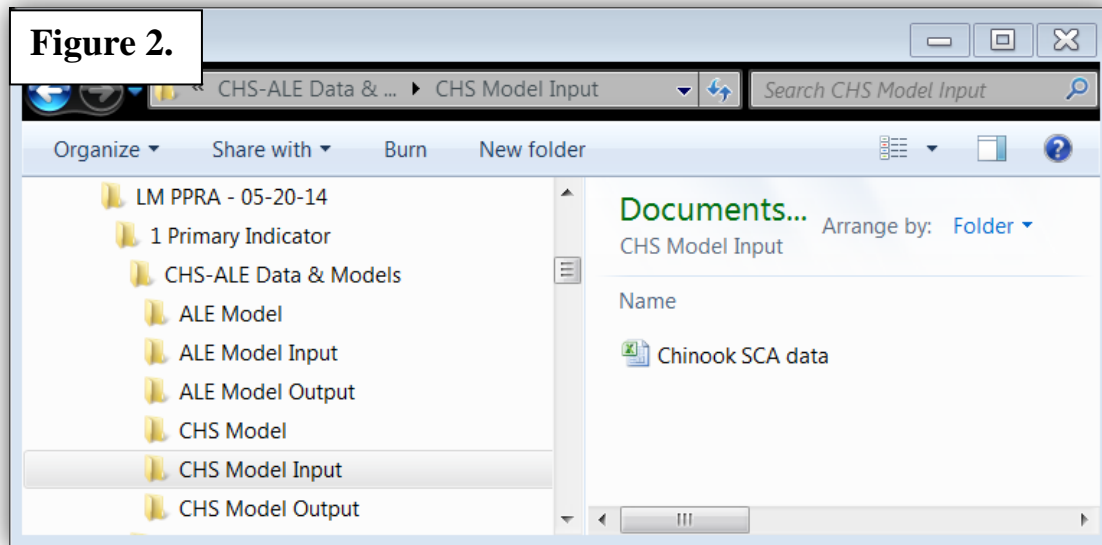 Figure 2.
« CHS-ALE Data & ... ▸ CHS Model Input
Search CHS Model Input
Organize Share with Burn New folder
LM PPRA - 05-20-14
1 Primary Indicator
CHS-ALE Data & Models
ALE Model
ALE Model Input
ALE Model Output
CHS Model
CHS Model Input
CHS Model Output
Documents...
CHS Model Input
Arrange by: Folder
Name
Chinook SCA data